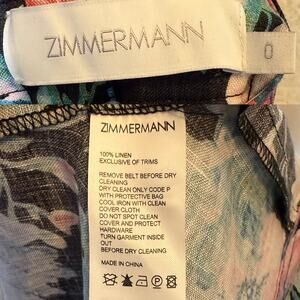 ZIMMERMANN
0
ZIMMERMANN
100% LINEN
EXCLUSIVE OF TRIMS
REMOVE BELT BEFORE DRY
CLEANING
DRY CLEAN ONLY CODE P
WITH PROTECTIVE BAG
COOL IRON WITH CLEAN
COVER CLOTH
DO NOT SPOT CLEAN
COVER AND PROTECT
HARDWARE
TURN GARMENT INSIDE
OUT
BEFORE DRY CLEANING
MADE IN CHINA